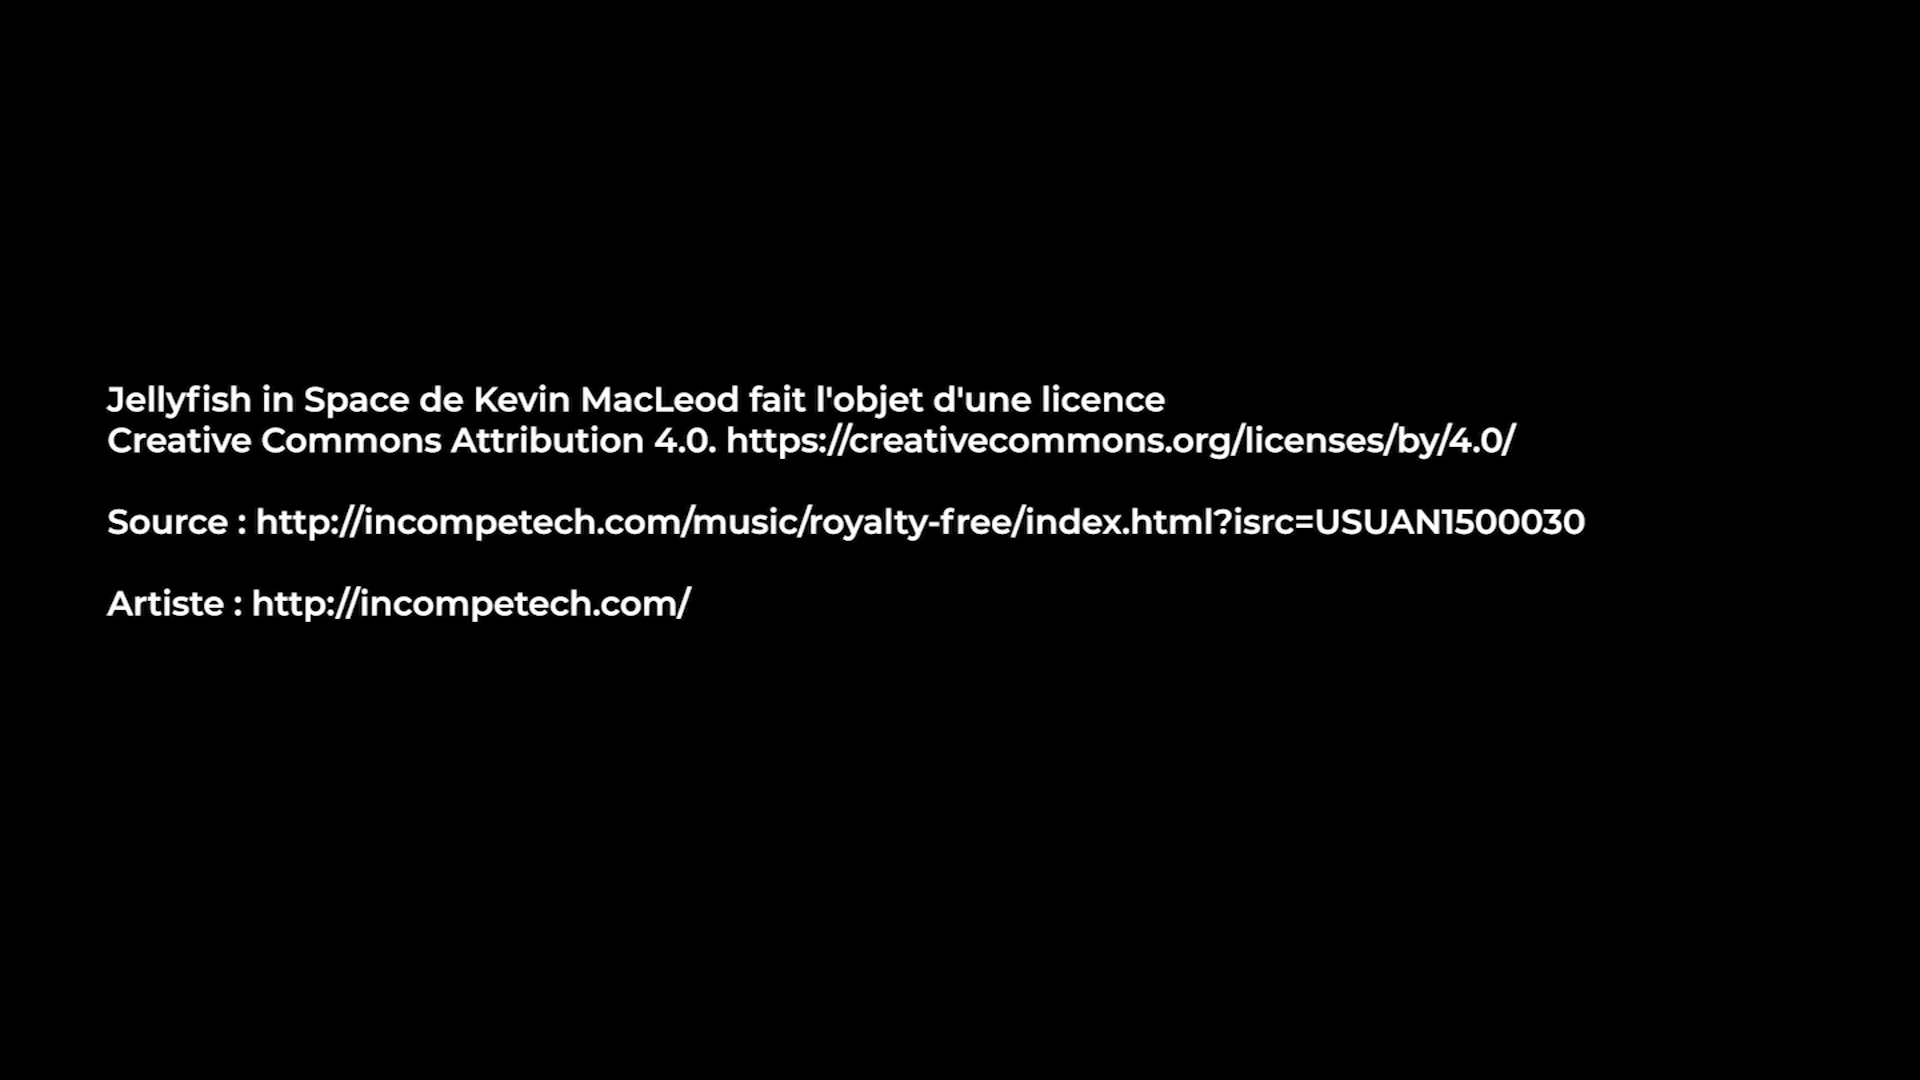 Jellyfish in Space de Kevin MacLeod fait l'objet d'une licence
Creative Commons Attribution 4.0. https://creativecommons.org/licenses/by/4.0/
Source : http://incompetech.com/music/royalty-free/index.html?isrc=USUAN1500030
Artiste : http://incompetech.com/